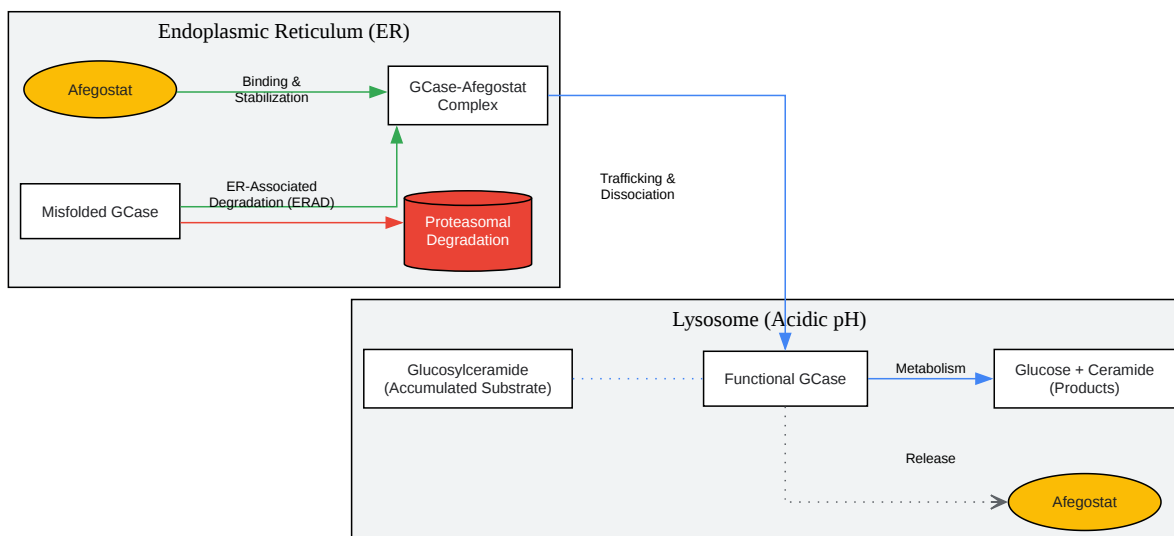 Endoplasmic Reticulum (ER)
Afegostat
Binding &
Stabilization
GCase-Afegostat
Complex
Misfolded GCase
ER-Associated
Degradation (ERAD)
Proteasomal
Degradation
Trafficking &
Dissociation
Lysosome (Acidic pH)
Glucosylceramide
(Accumulated Substrate)
Functional GCase
Metabolism
Glucose + Ceramide
(Products)
Release
Afegostat